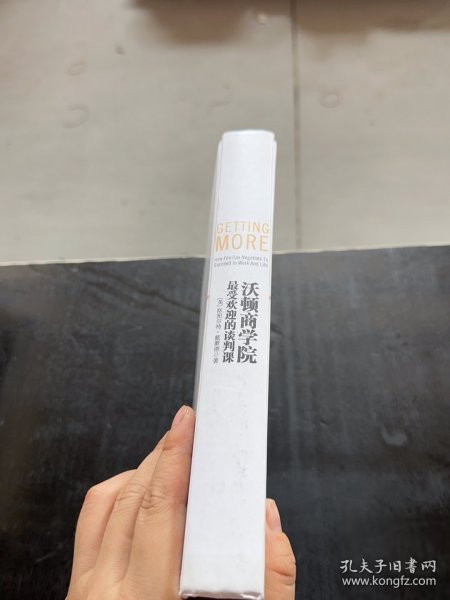 GETTING
MORE
How You Can Negotiate To
Succeed In Work And Life
沃顿商学院
最受欢迎的谈判课
[美] 斯图尔特·戴蒙德◎著
孔夫子旧书网
www.kongfz.com